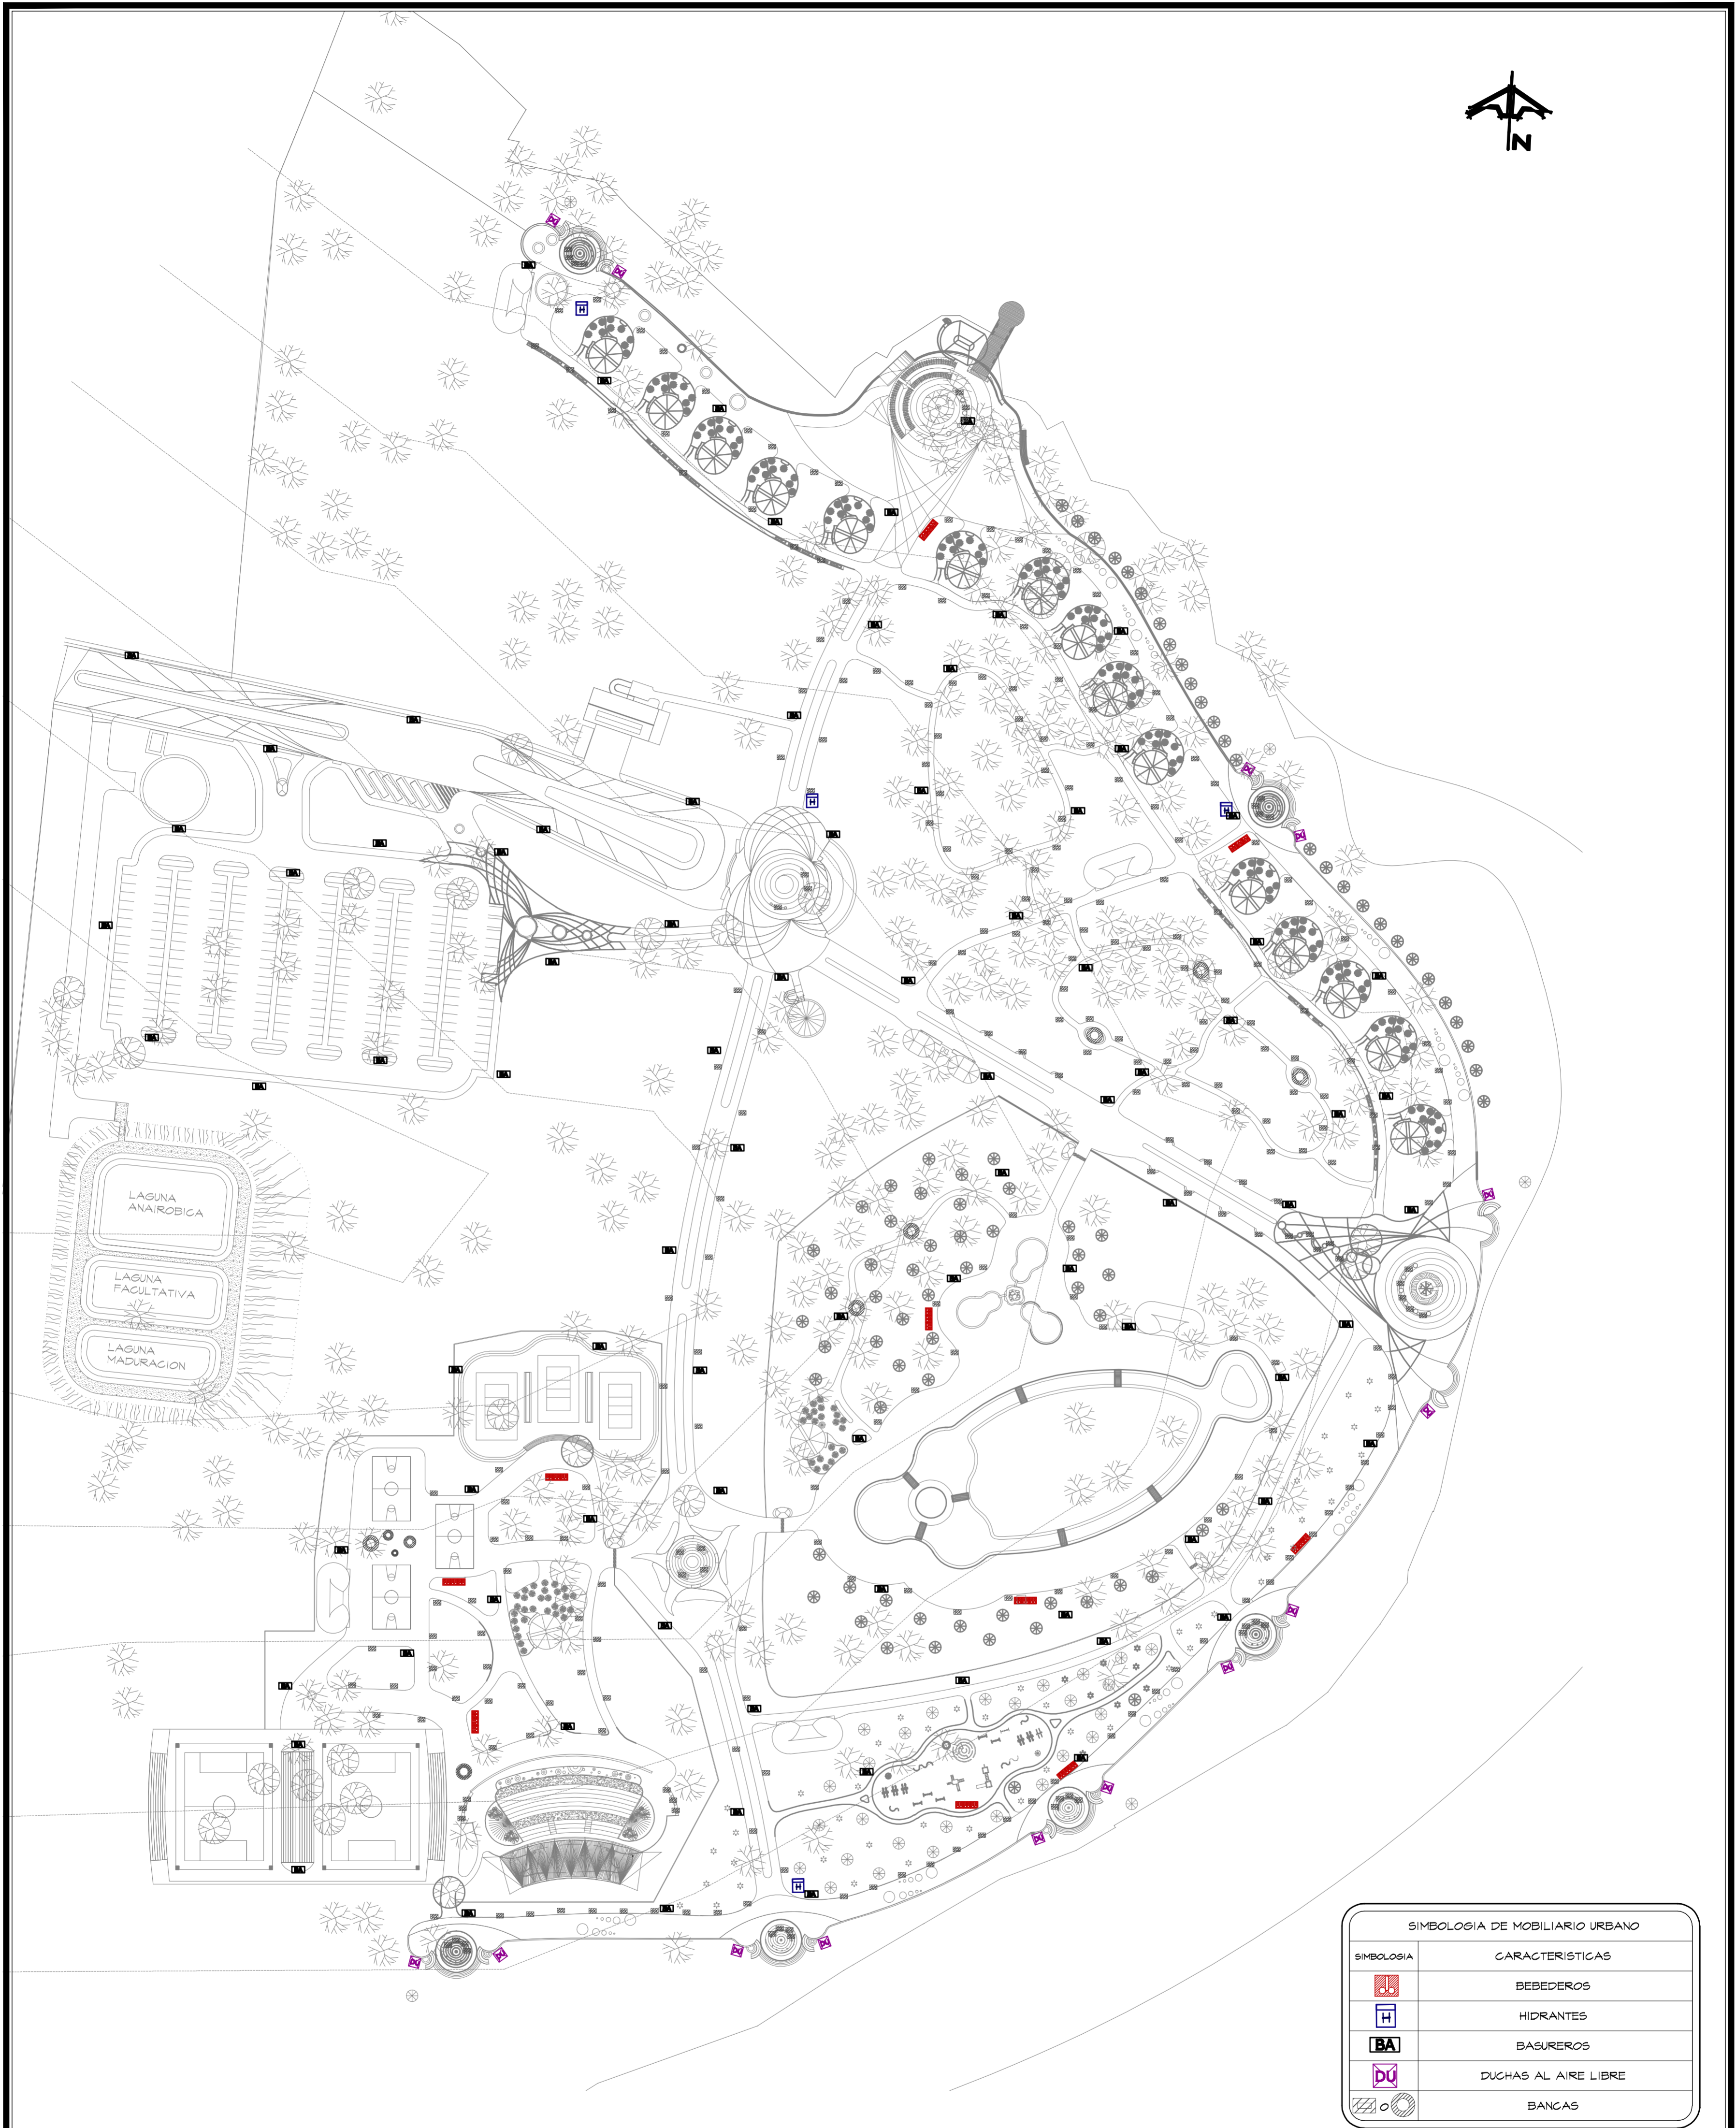 N
LAGUNA
ANAIROBICA
LAGUNA
FACULTATIVA
LAGUNA
MADURACION
SIMBOLOGIA DE MOBILIARIO URBANO
SIMBOLOGIA CARACTERISTICAS
BEBEDEROS
H HIDRANTES
BA BASUREROS
DU DUCHAS AL AIRE LIBRE
O BANCAS